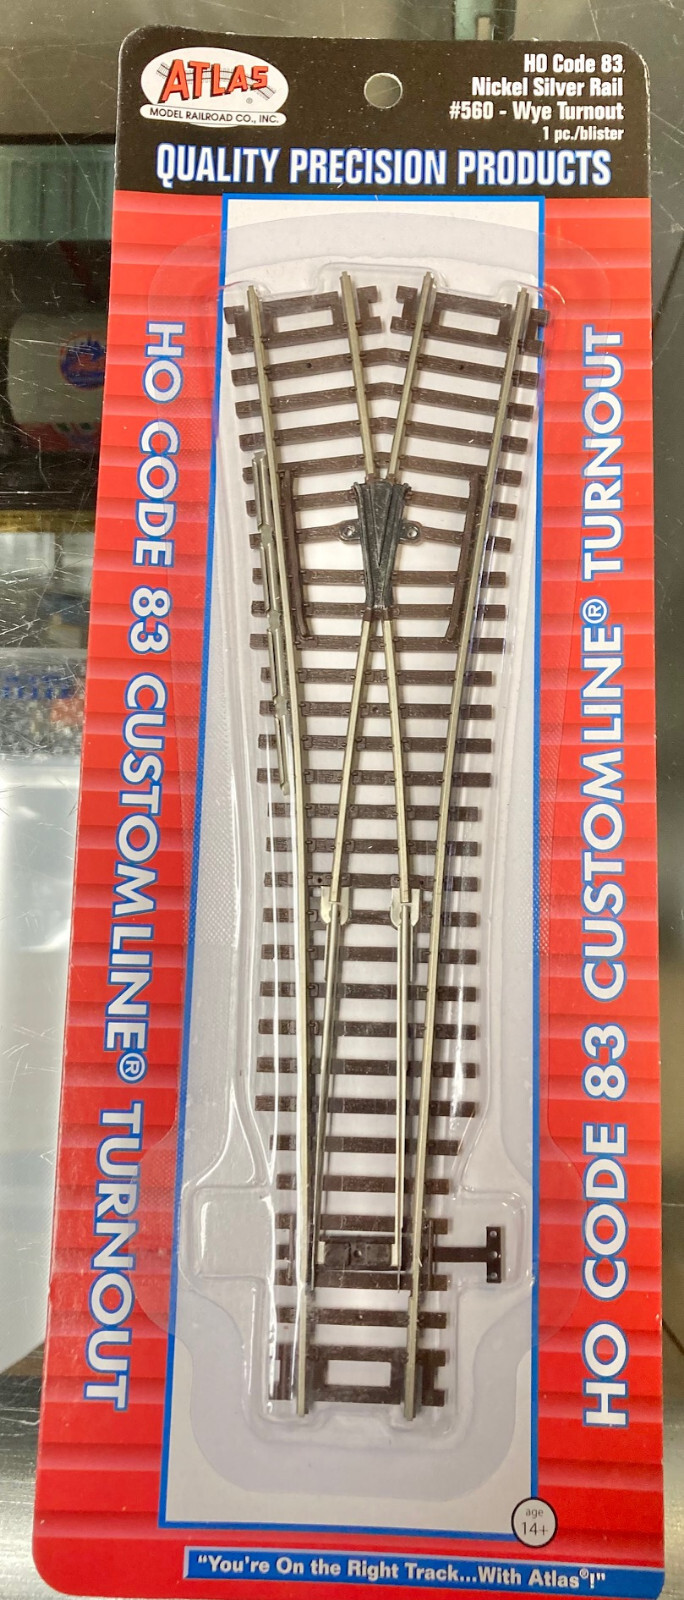 ATLAS®
MODEL RAILROAD CO., INC.
HO Code 83
Nickel Silver Rail
#560 - Wye Turnout
1 pc./blister
QUALITY PRECISION PRODUCTS
HO CODE 83 CUSTOMLINE® TURNOUT
HO CODE 83 CUSTOMLINE® TURNOUT
age
14+
"You're On the Right Track...With Atlas®!"